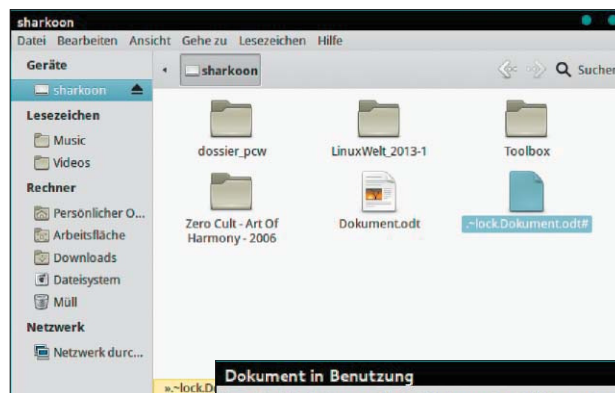 sharkoon
Datei Bearbeiten Ansicht Gehe zu Lesezeichen Hilfe
Geräte
sharkoon
Lesezeichen
Music
Videos
Rechner
Persönlicher O...
Arbeitsfläche
Downloads
Dateisystem
Müll
Netzwerk
Netzwerk durc...
sharkoon
Suchen
dossier_pcw
LinuxWelt_2013-1
Toolbox
Zero Cult - Art Of
Harmony - 2006
Dokument.odt
.~lock.Dokument.odt#
».~lock.D
Dokument in Benutzung